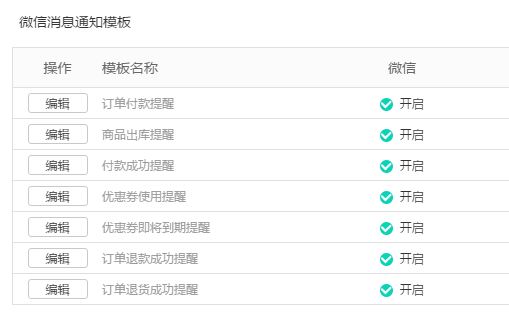 微信消息通知模板
操作 模板名称 微信
编辑 订单付款提醒 开启
编辑 商品出库提醒 开启
编辑 付款成功提醒 开启
编辑 优惠券使用提醒 开启
编辑 优惠券即将到期提醒 开启
编辑 订单退款成功提醒 开启
编辑 订单退货成功提醒 开启